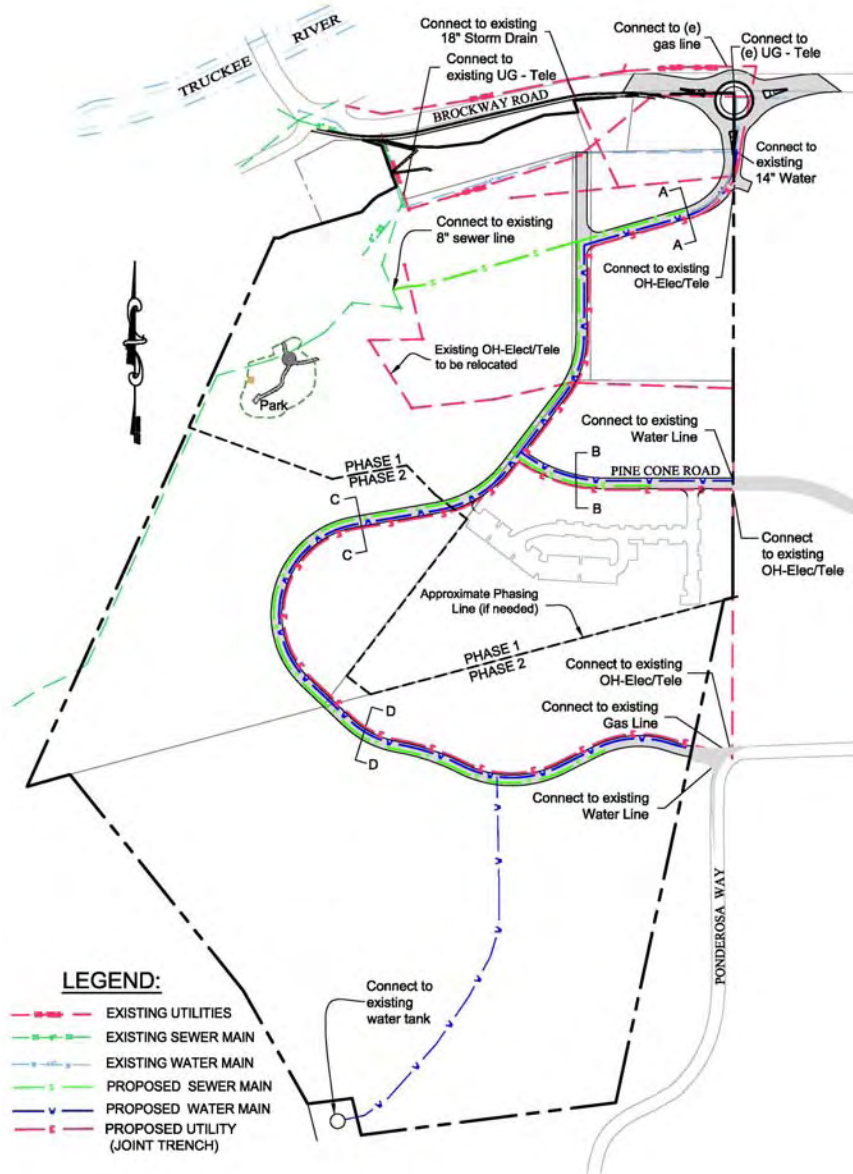 Connect to existing
18" Storm Drain
Connect to
existing UG - Tele
Connect to (e)
gas line
Connect to
(e) UG - Tele
TRUCKEE
RIVER
BROCKWAY ROAD
Connect to
existing
14" Water
A
A
Connect to existing
8" sewer line
Connect to existing
OH-Elec/Tele
Existing OH-Elect/Tele
to be relocated
Park
Connect to existing
Water Line
PHASE 1
PHASE 2
B
B
PINE CONE ROAD
C
C
Connect
to existing
OH-Elec/Tele
Approximate Phasing
Line (if needed)
PHASE 1
PHASE 2
Connect to existing
OH-Elec/Tele
Connect to existing
Gas Line
D
D
Connect to existing
Water Line
PONDEROSA WAY
Connect to
existing
water tank
LEGEND:
EXISTING UTILITIES
EXISTING SEWER MAIN
EXISTING WATER MAIN
S PROPOSED SEWER MAIN
W PROPOSED WATER MAIN
E PROPOSED UTILITY
(JOINT TRENCH)